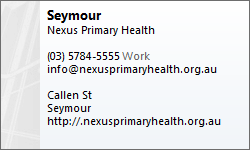 Seymour
Nexus Primary Health
(03) 5784-5555 Work
info@nexusprimaryhealth.org.au
Callen St
Seymour
http://.nexusprimaryhealth.org.au